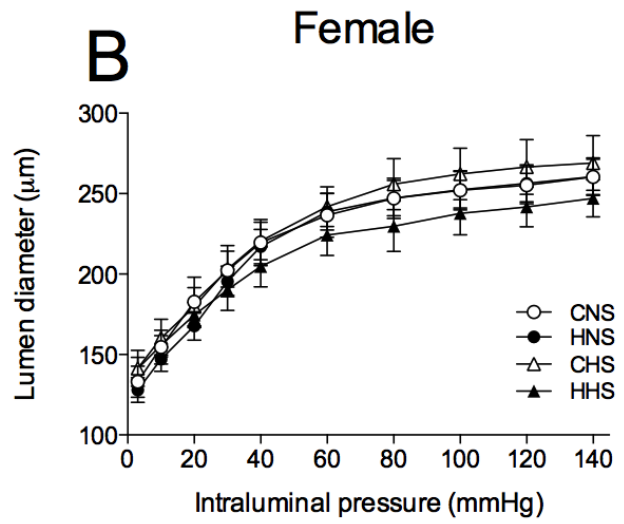 B
Female
Lumen diameter (μm)
300
250
200
150
100
0 20 40 60 80 100 120 140
Intraluminal pressure (mmHg)
CNS
HNS
CHS
HHS